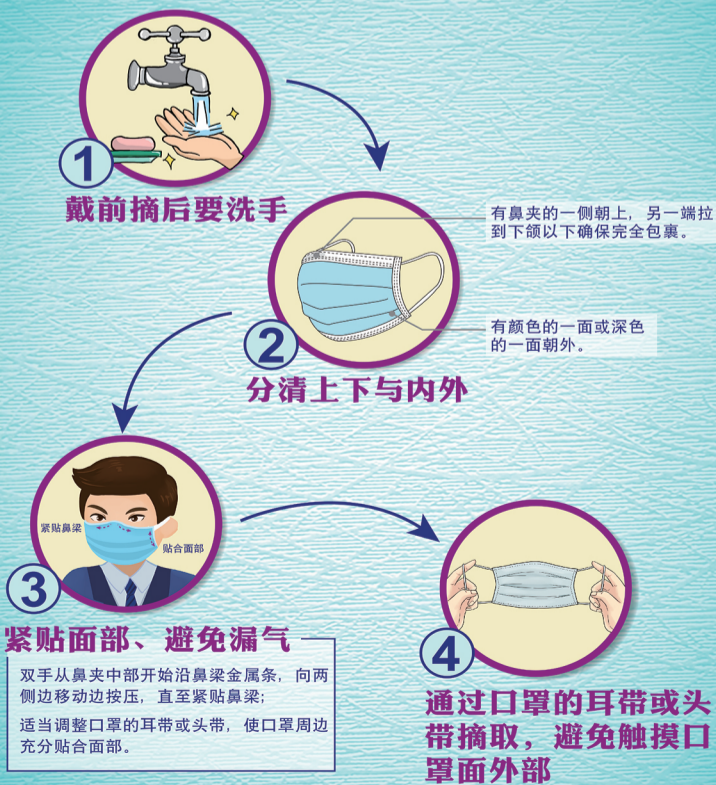 1
戴前摘后要洗手
有鼻夹的一侧朝上，另一端拉
到下颌以下确保完全包裹。
有颜色的一面或深色
的一面朝外。
2
分清上下与内外
紧贴鼻梁
贴合面部
3
紧贴面部、避免漏气
双手从鼻夹中部开始沿鼻梁金属条，向两
侧边移动边按压，直至紧贴鼻梁；
适当调整口罩的耳带或头带，使口罩周边
充分贴合面部。
4
通过口罩的耳带或头
带摘取，避免触摸口
罩面外部